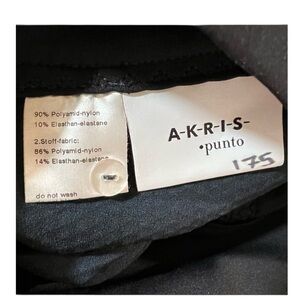 90% Polyamid-nylon
10% Elasthan-elastane
2.Stoff-fabric:
86% Polyamid-nylon
14% Elasthan-elastane
do not wash
A-K-R-I-S-
•punto
175